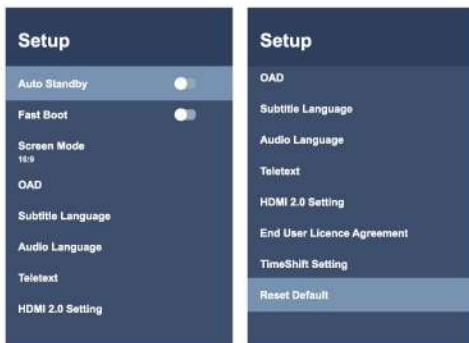 Setup
Auto Standby
Fast Boot
Screen Mode
16:9
OAD
Subtitle Language
Audio Language
Teletext
HDMI 2.0 Setting
Setup
OAD
Subtitle Language
Audio Language
Teletext
HDMI 2.0 Setting
End User Licence Agreement
TimeShift Setting
Reset Default